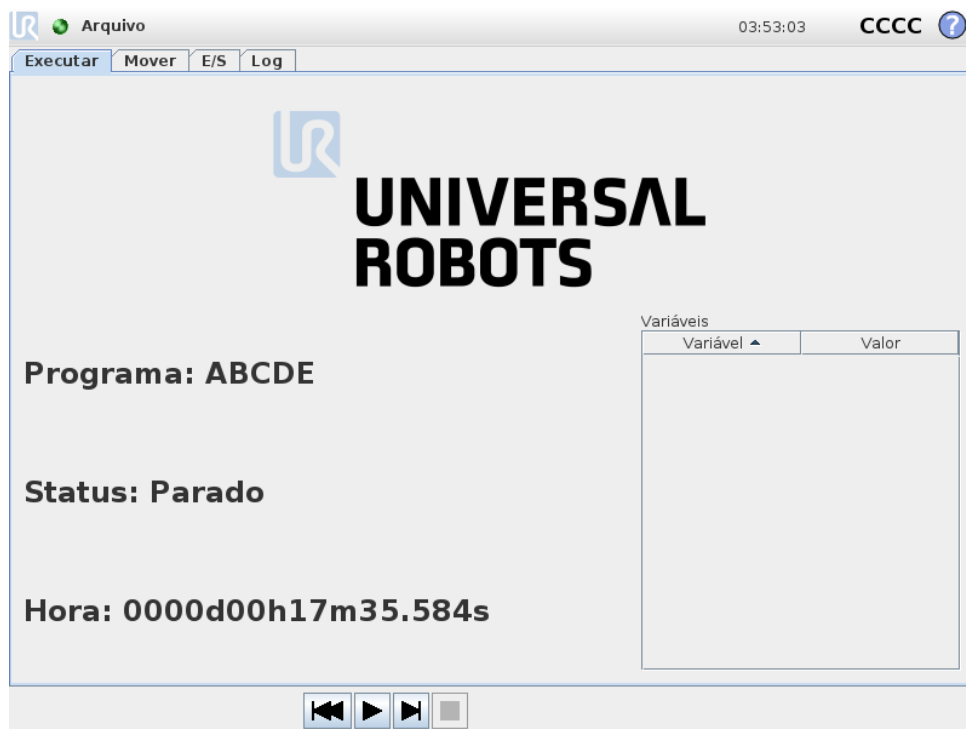 Arquivo
03:53:03
CCCC
?
Executar
Mover
E/S
Log
UNIVERSAL
ROBOTS
Variáveis
Variável
Valor
Programa: ABCDE
Status: Parado
Hora: 0000d00h17m35.584s